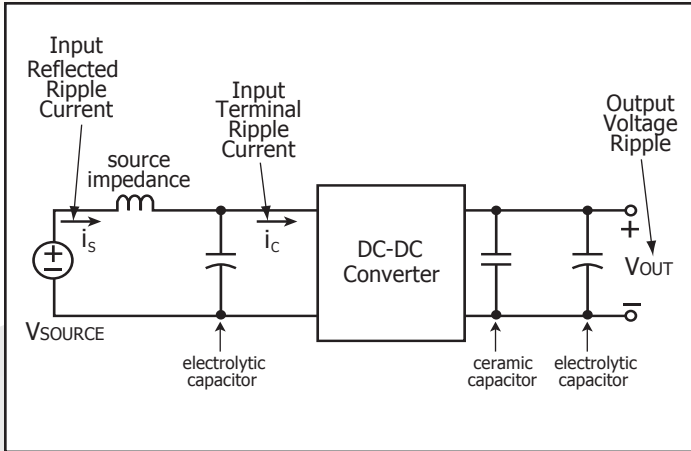 Input
Reflected
Ripple
Current
Input
Terminal
Ripple
Current
Output
Voltage
Ripple
source
impedance
iS
iC
DC-DC
Converter
+
−
+
VOUT
−
VSOURCE
electrolytic
capacitor
ceramic
capacitor
electrolytic
capacitor